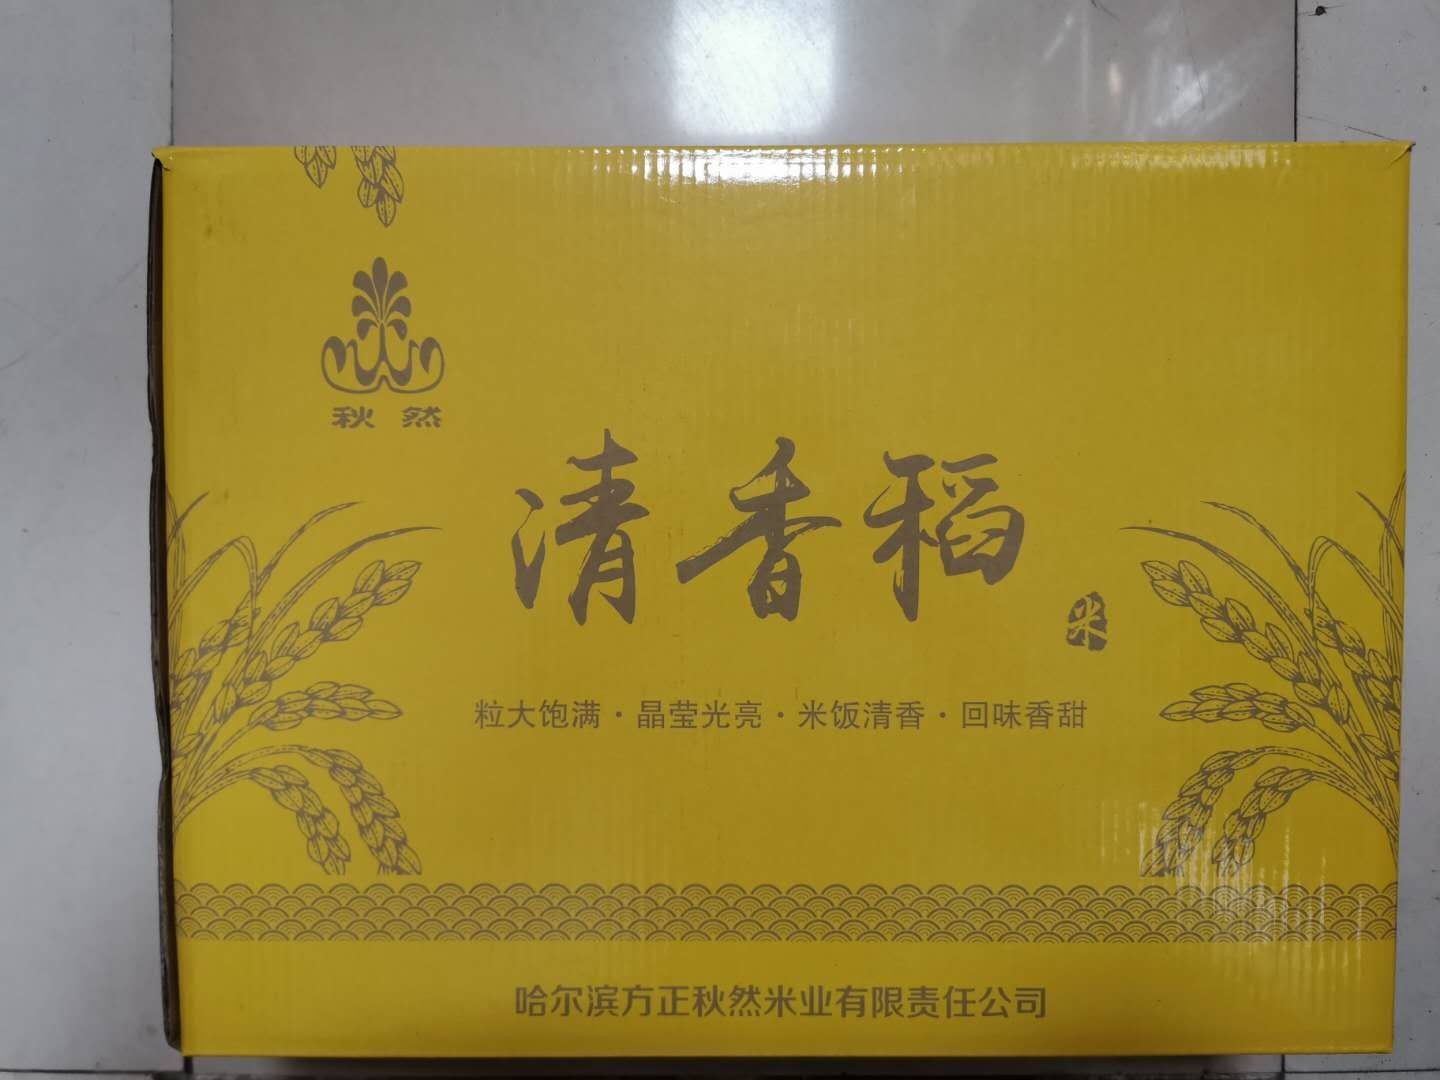 秋然
清香稻
米
粒大饱满·晶莹光亮·米饭清香·回味香甜
哈尔滨方正秋然米业有限责任公司